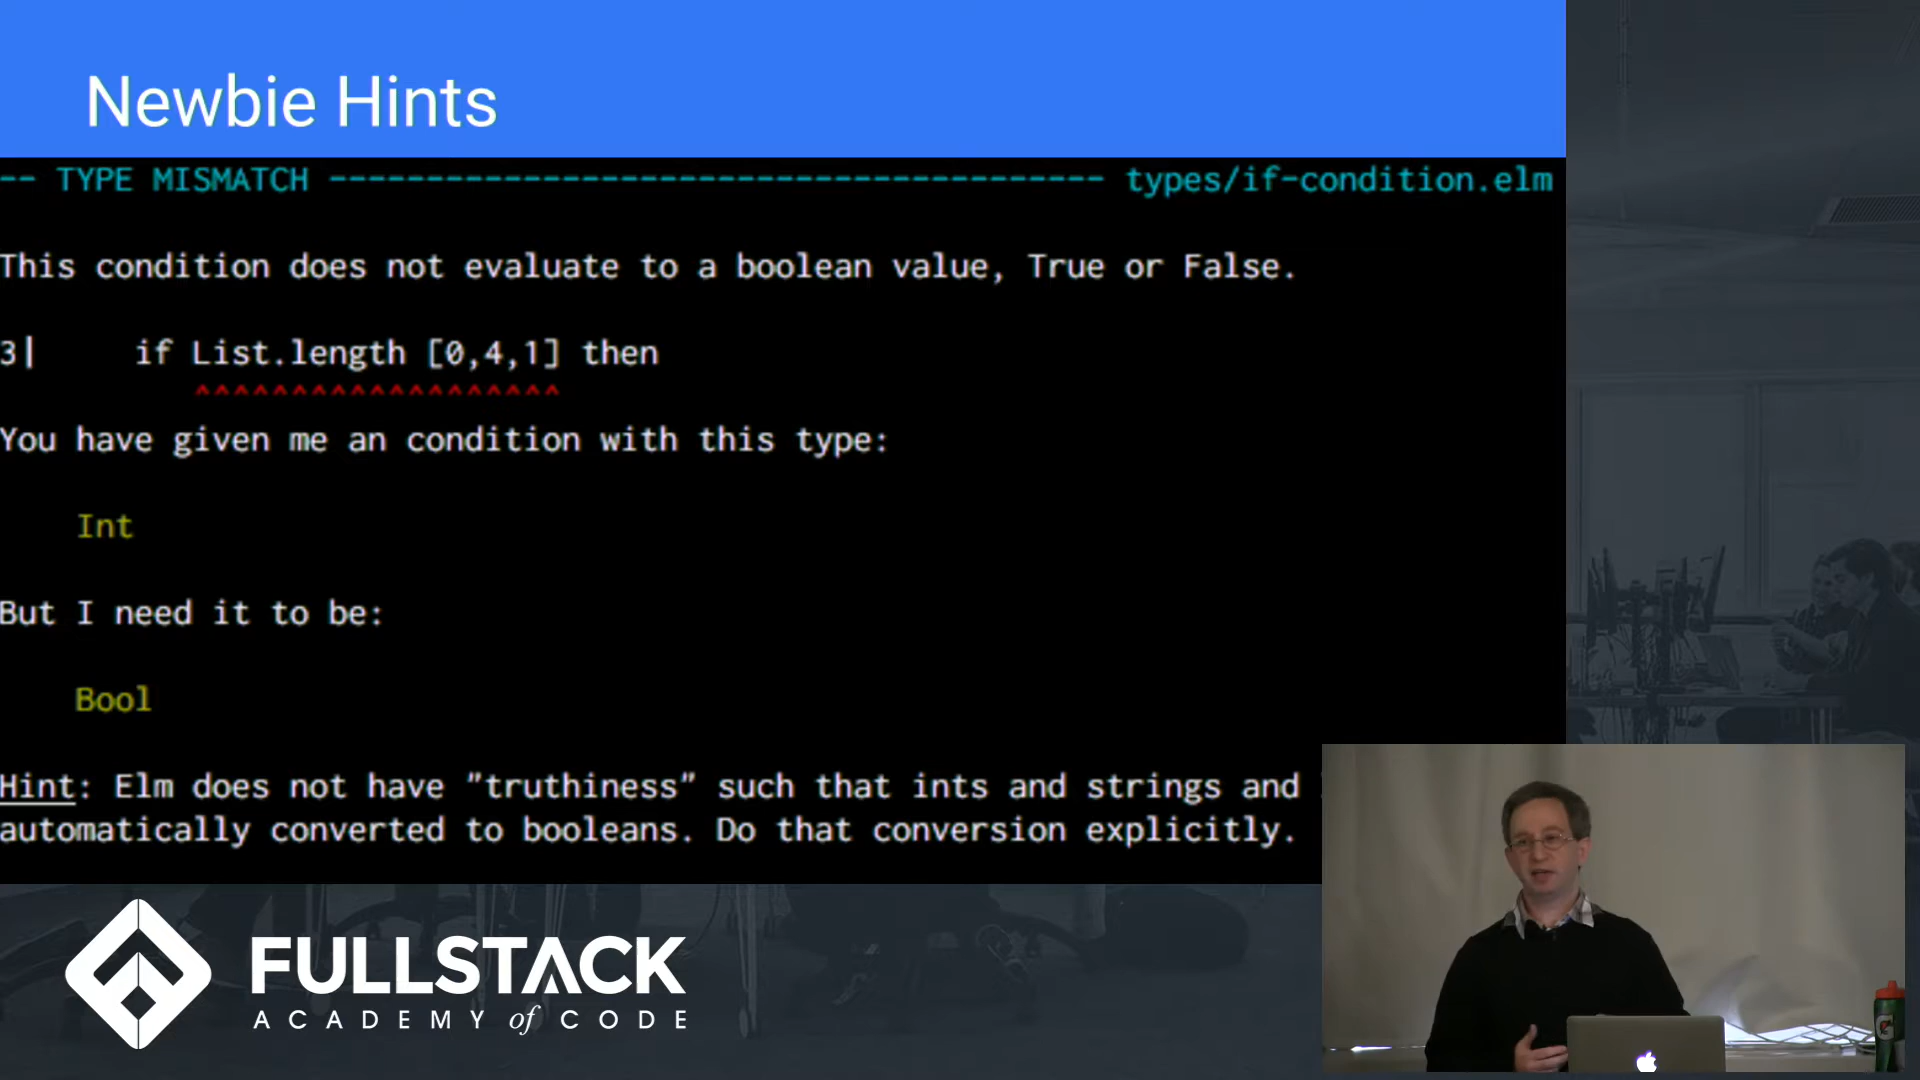 Newbie Hints
-- TYPE MISMATCH ---------------------------------------- types/if-condition.elm
This condition does not evaluate to a boolean value, True or False.
3|     if List.length [0,4,1] then
^^^^^^^^^^^^^^^^^^^
You have given me an condition with this type:
Int
But I need it to be:
Bool
Hint: Elm does not have "truthiness" such that ints and strings and
automatically converted to booleans. Do that conversion explicitly.
FULLSTACK
ACADEMY of CODE